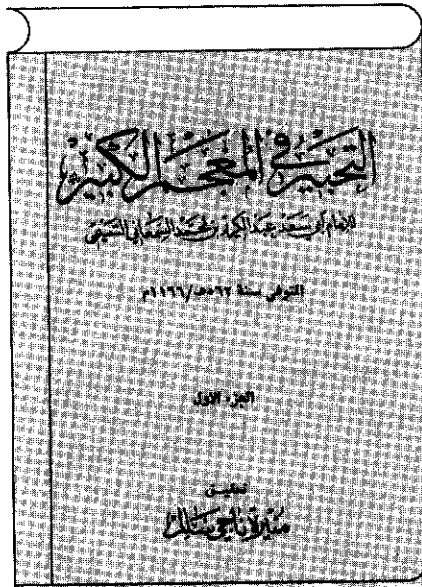 التحبير في المعجم الكبير
للإمام أبي سعد عبد الكريم بن محمد السمعاني التميمي
المتوفى سنة ٥٦٢هـ/١١٦٦م
الجزء الأول
تحقيق
منيرة ناجي سالم